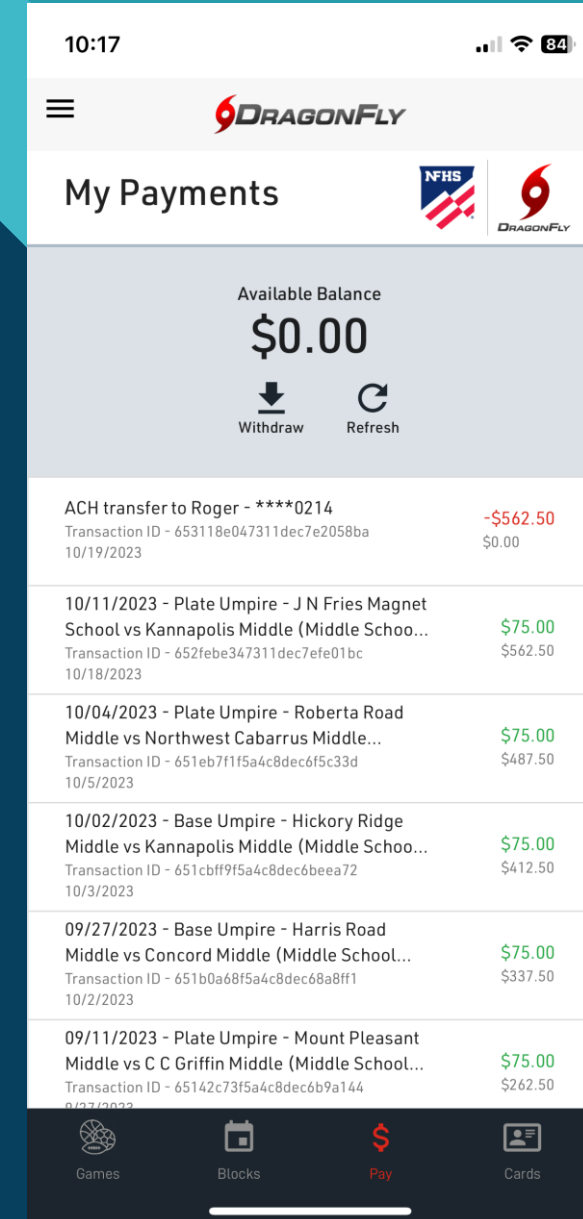 10:17
84
DRAGONFLY
My Payments
NFHS
DRAGONFLY
Available Balance
$0.00
Withdraw
Refresh
ACH transfer to Roger - ****0214
-$562.50
Transaction ID - 653118e047311dec7e2058ba
$0.00
10/19/2023
10/11/2023 - Plate Umpire - J N Fries Magnet
School vs Kannapolis Middle (Middle Schoo...
$75.00
Transaction ID - 652febe347311dec7efe01bc
$562.50
10/18/2023
10/04/2023 - Plate Umpire - Roberta Road
Middle vs Northwest Cabarrus Middle...
$75.00
Transaction ID - 651eb7f1f5a4c8dec6f5c33d
$487.50
10/5/2023
10/02/2023 - Base Umpire - Hickory Ridge
Middle vs Kannapolis Middle (Middle Schoo...
$75.00
Transaction ID - 651cbff9f5a4c8dec6beea72
$412.50
10/3/2023
09/27/2023 - Base Umpire - Harris Road
Middle vs Concord Middle (Middle School...
$75.00
Transaction ID - 651b0a68f5a4c8dec68a8ff1
$337.50
10/2/2023
09/11/2023 - Plate Umpire - Mount Pleasant
Middle vs C C Griffin Middle (Middle School...
$75.00
Transaction ID - 65142c73f5a4c8dec6b9a144
$262.50
9/27/2023
Games
Blocks
Pay
Cards